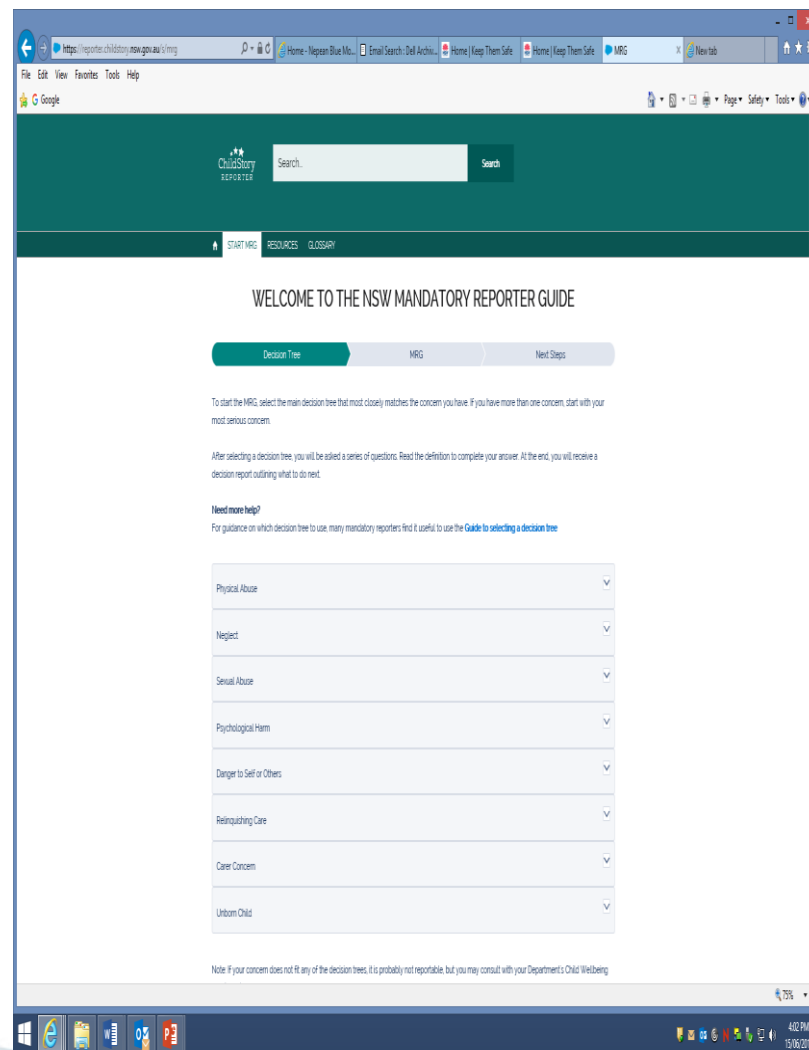 https://reporter.childstory.nsw.gov.au/s/mrg
Home - Nepean Blue Mo...
Email Search : Dell Archiv...
Home | Keep Them Safe
Home | Keep Them Safe
MRG
New tab
File Edit View Favorites Tools Help
Google
Page Safety Tools
ChildStory
REPORTER
Search..
Search
START MRG RESOURCES GLOSSARY
WELCOME TO THE NSW MANDATORY REPORTER GUIDE
Decision Tree MRG Next Steps
To start the MRG, select the main decision tree that most closely matches the concern you have. If you have more than one concern, start with your
most serious concern.
After selecting a decision tree, you will be asked a series of questions. Read the definition to complete your answer. At the end, you will receive a
decision report outlining what to do next.
Need more help?
For guidance on which decision tree to use, many mandatory reporters find it useful to use the Guide to selecting a decision tree
Physical Abuse
Neglect
Sexual Abuse
Psychological Harm
Danger to Self or Others
Relinquishing Care
Carer Concern
Unborn Child
Note: If your concern does not fit any of the decision trees, it is probably not reportable, but you may consult with your Department's Child Wellbeing
75%
4:02 PM
15/06/20